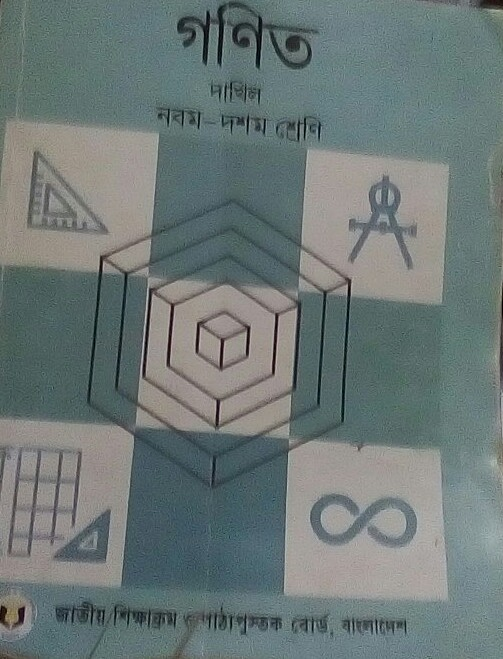 গণিত
দাখিল
নবম-দশম শ্রেণি
জাতীয় শিক্ষাক্রম ও পাঠ্যপুস্তক বোর্ড, বাংলাদেশ